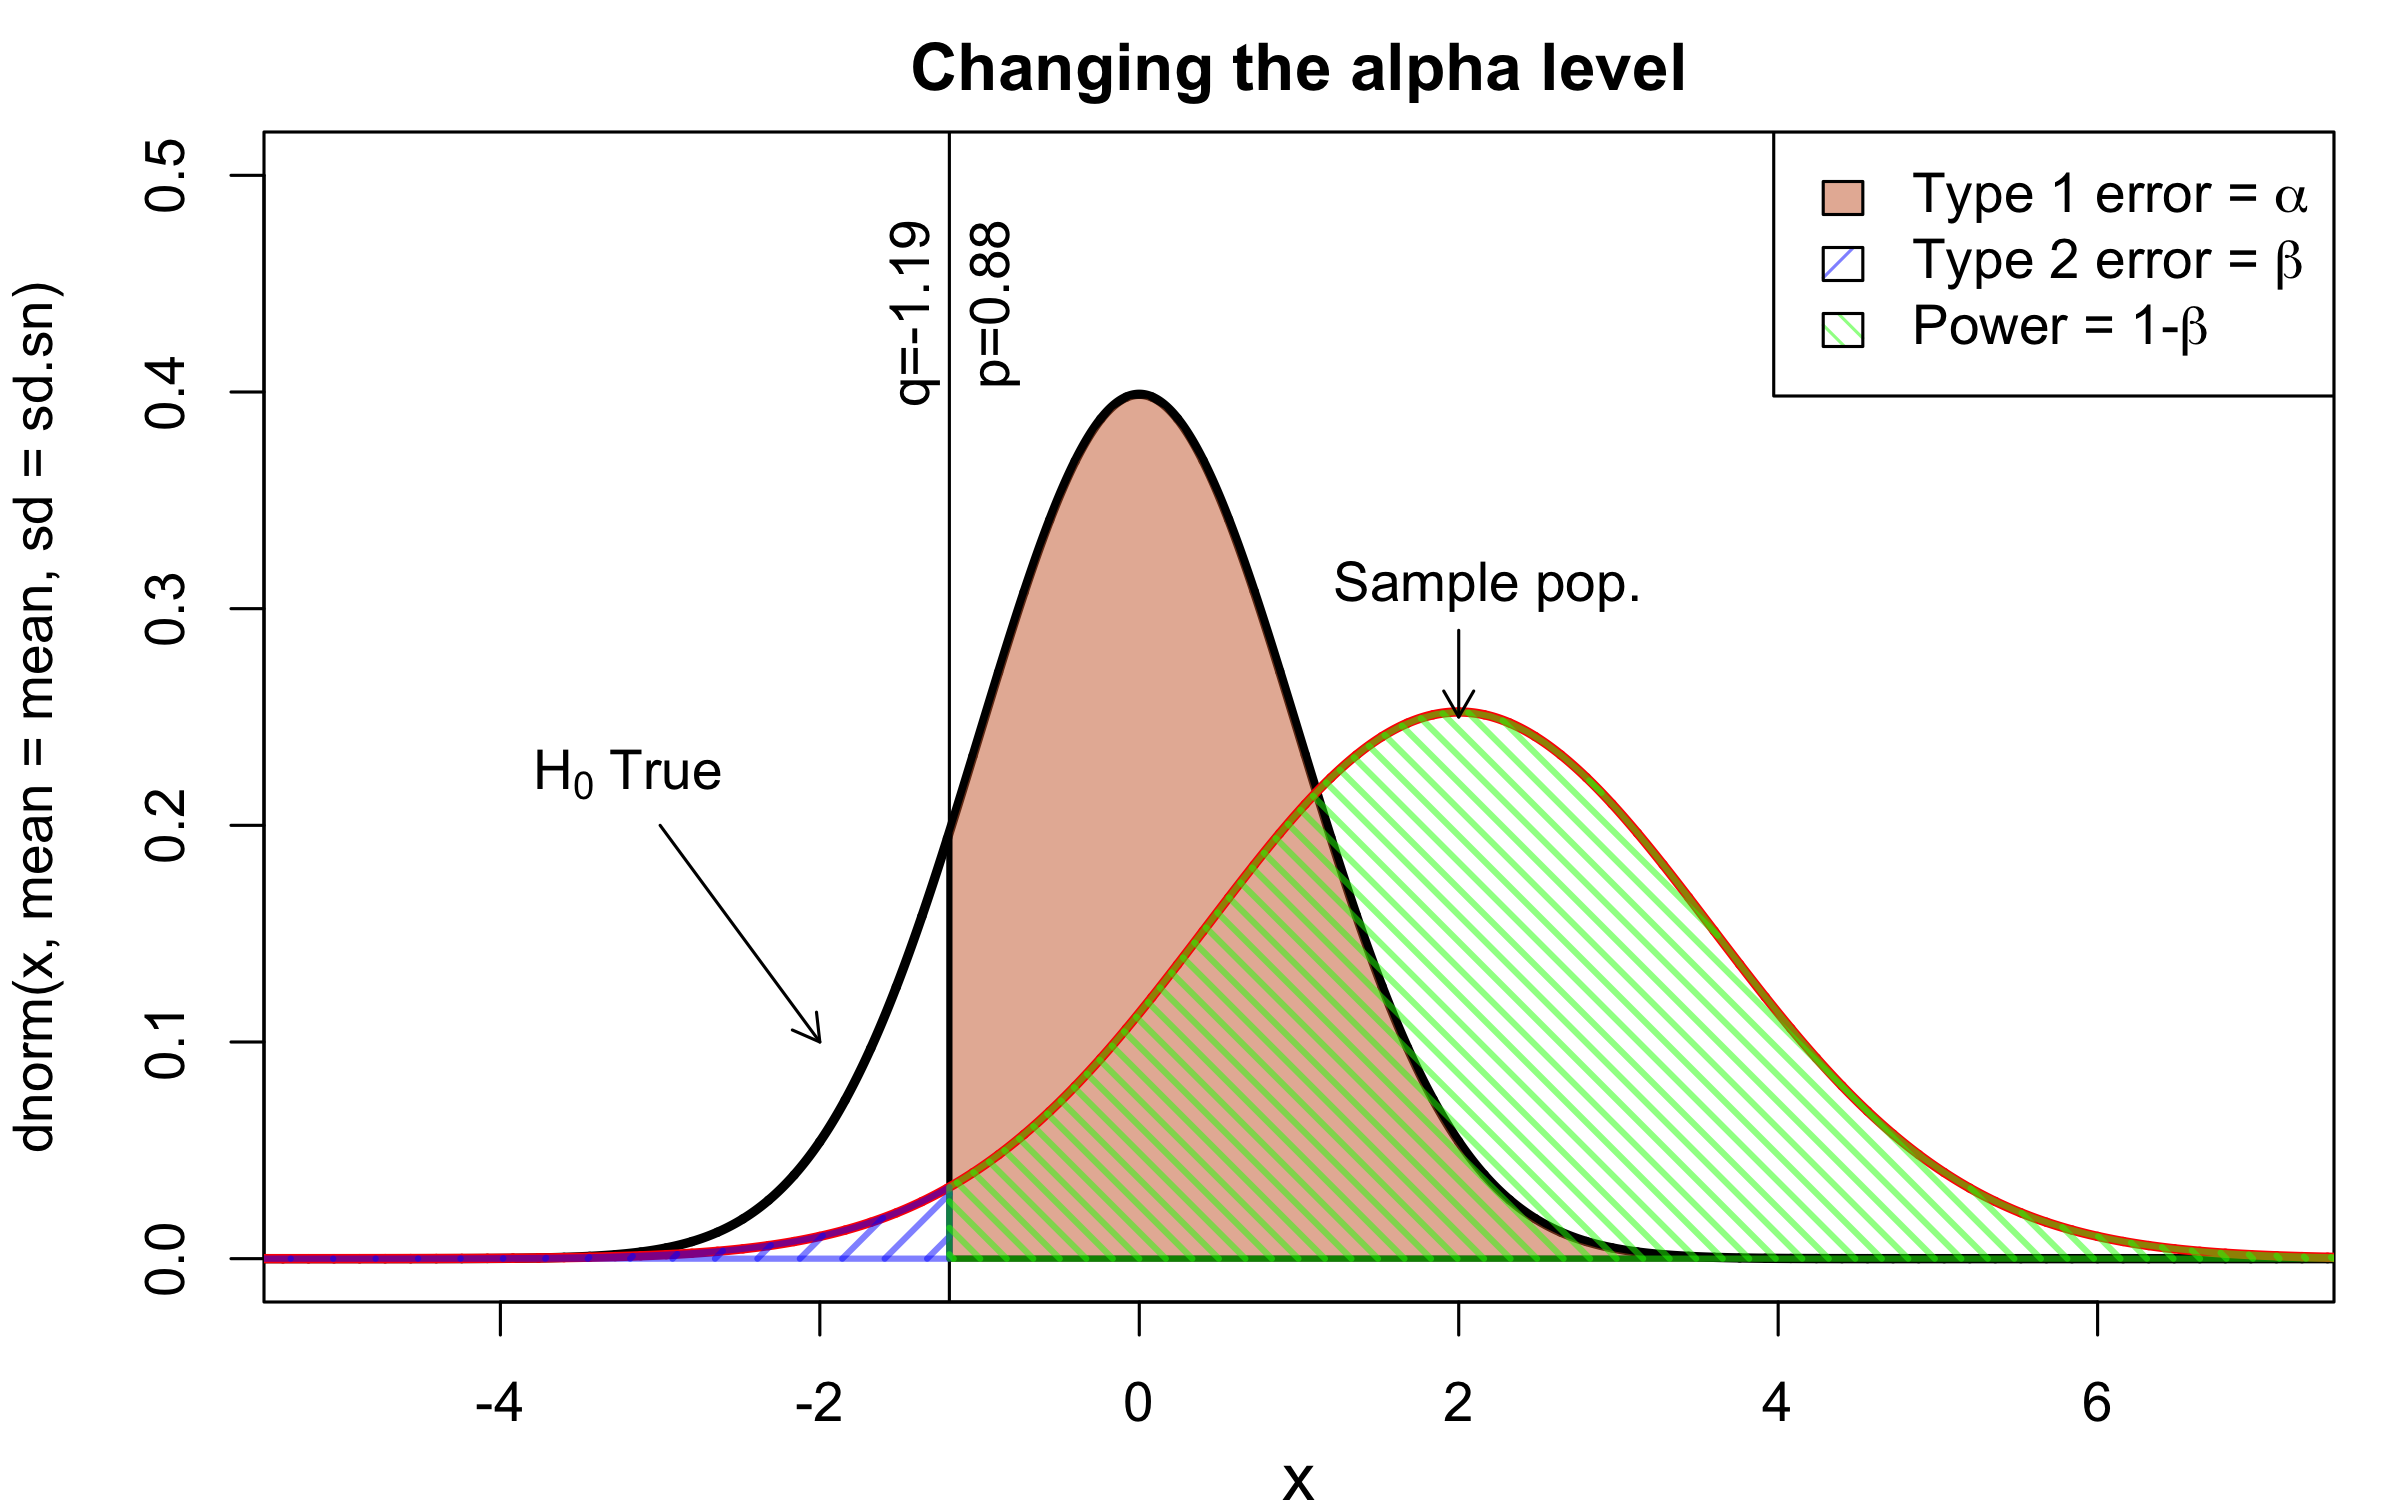 Changing the alpha level
dnorm(x, mean = mean, sd = sd.sn)
0.5
0.4
0.3
0.2
0.1
0.0
q=-1.19
p=0.88
Type 1 error = α
Type 2 error = β
Power = 1-β
Sample pop.
H₀ True
-4
-2
0
2
4
6
x